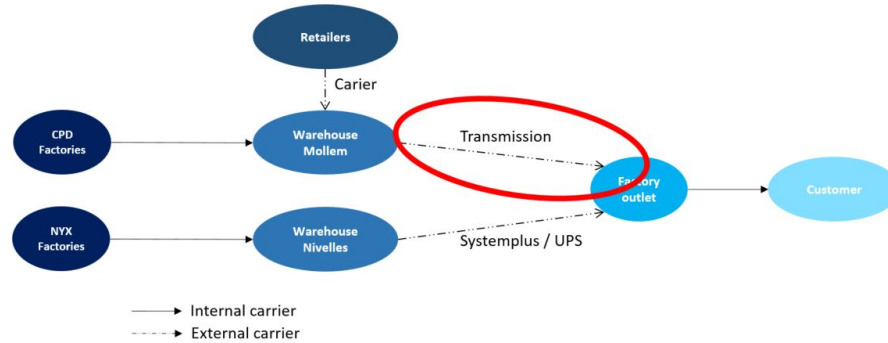 Retailers
Carier
CPD
Factories
Warehouse
Mollem
Transmission
Factory
outlet
Customer
NYX
Factories
Warehouse
Nivelles
Systemplus / UPS
Internal carrier
External carrier